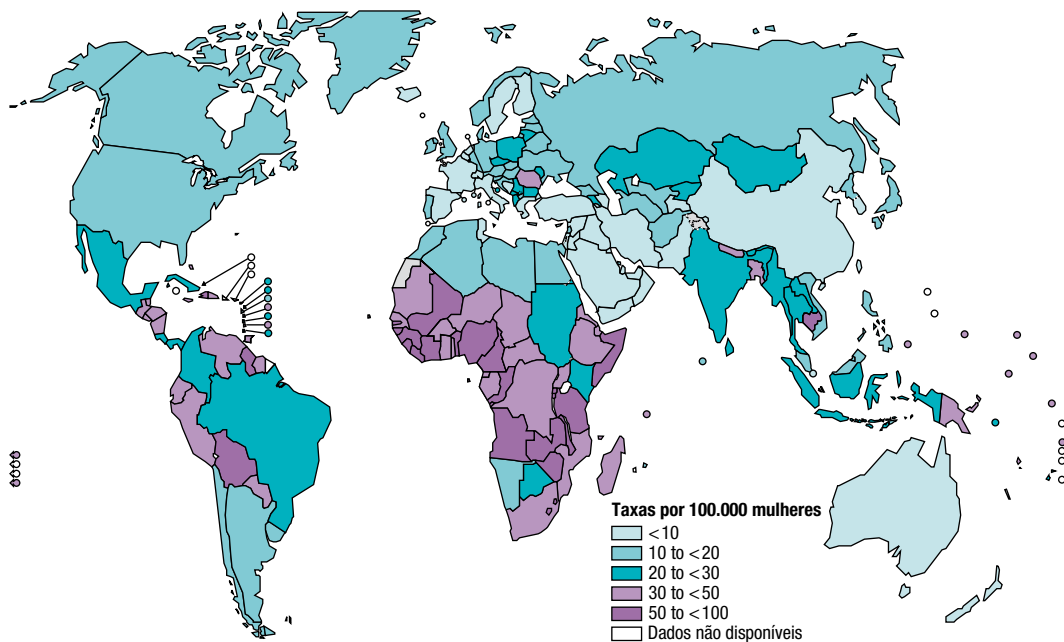 Taxas por 100.000 mulheres
<10
10 to <20
20 to <30
30 to <50
50 to <100
Dados não disponíveis